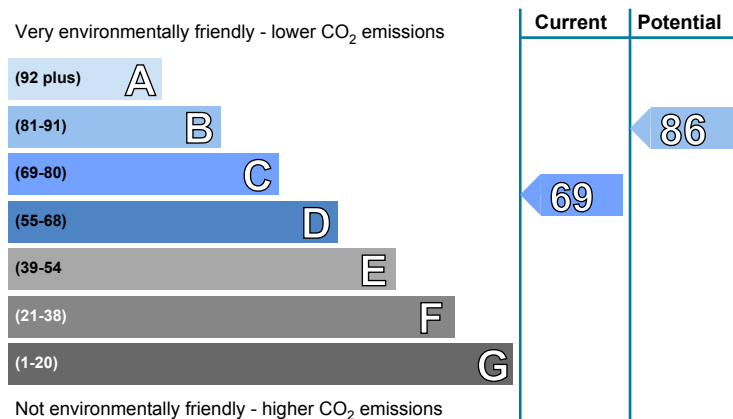 Very environmentally friendly - lower CO2 emissions
Current
Potential
(92 plus) A
(81-91) B
(69-80) C
(55-68) D
(39-54 E
(21-38) F
(1-20) G
86
69
Not environmentally friendly - higher CO2 emissions